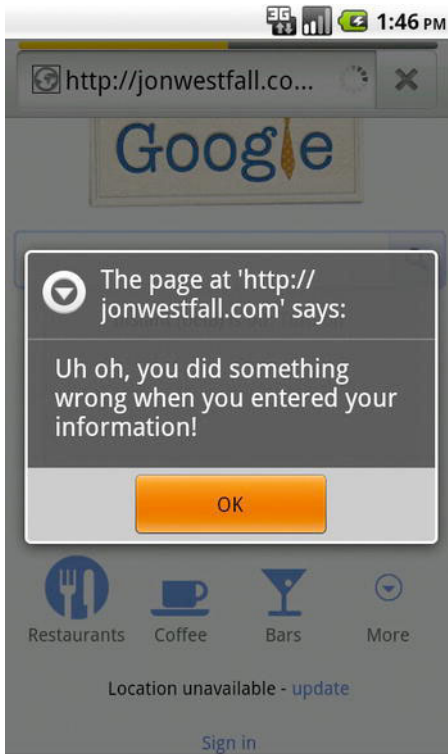 3G 1:46 PM
http://jonwestfall.co...
Google
The page at 'http://
jonwestfall.com' says:
Uh oh, you did something
wrong when you entered your
information!
OK
Restaurants Coffee Bars More
Location unavailable - update
Sign in